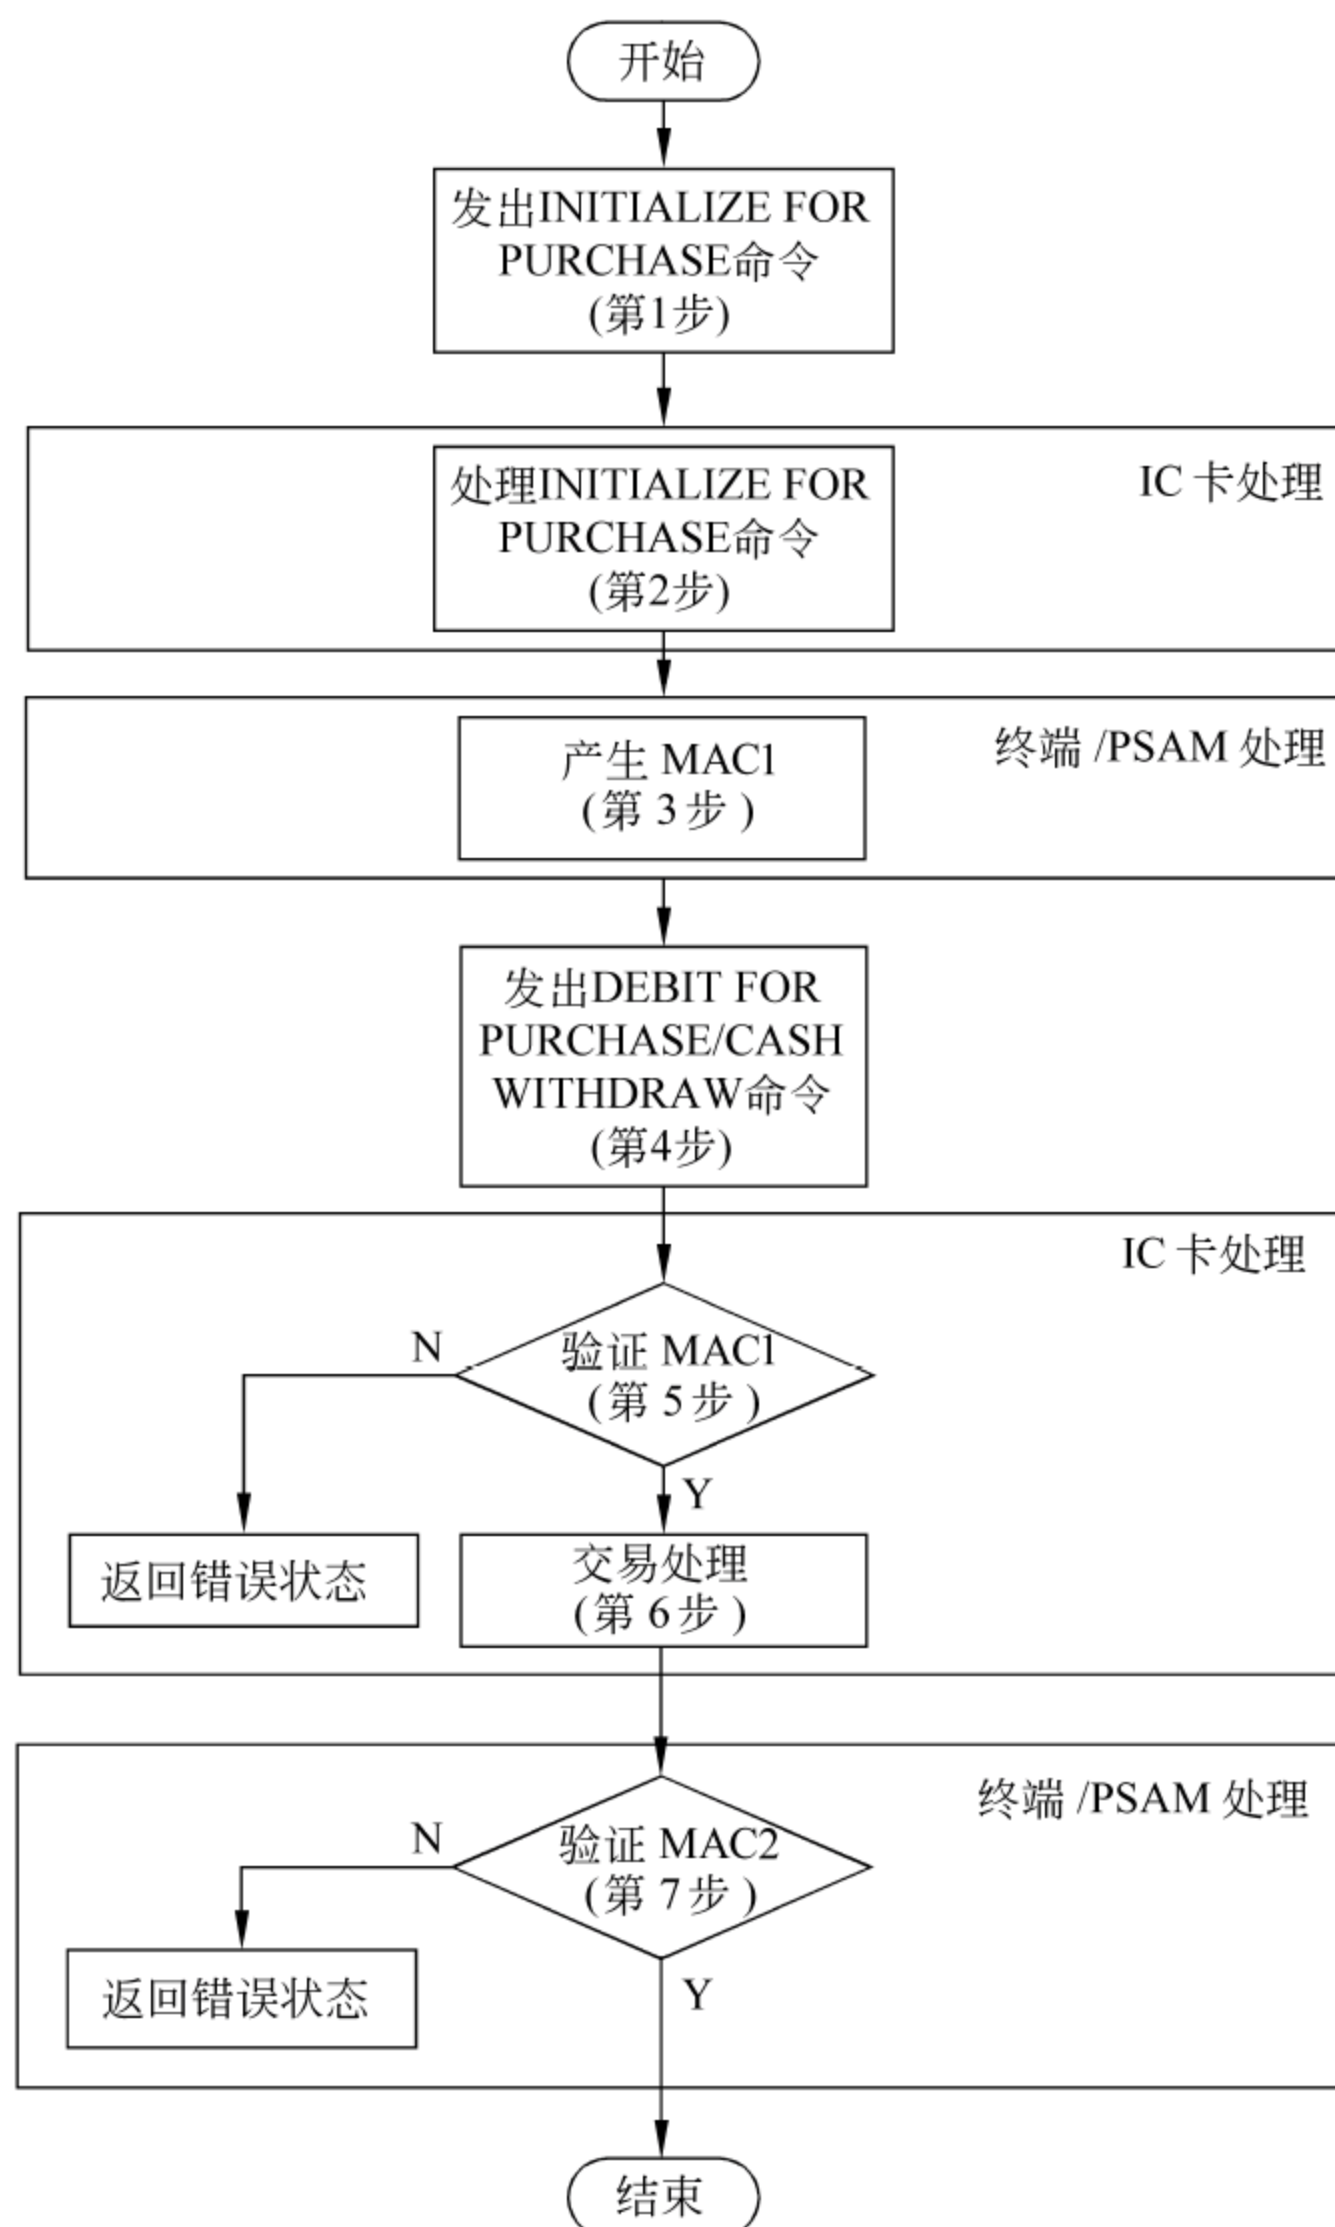 开始
发出INITIALIZE FOR
PURCHASE命令
(第1步)
IC 卡处理
处理INITIALIZE FOR
PURCHASE命令
(第2步)
终端 /PSAM 处理
产生 MAC1
(第 3 步 )
发出DEBIT FOR
PURCHASE/CASH
WITHDRAW命令
(第4步)
IC 卡处理
N
验证 MAC1
(第 5 步 )
Y
返回错误状态
交易处理
(第 6 步 )
终端 /PSAM 处理
N
验证 MAC2
(第 7 步 )
Y
返回错误状态
结束